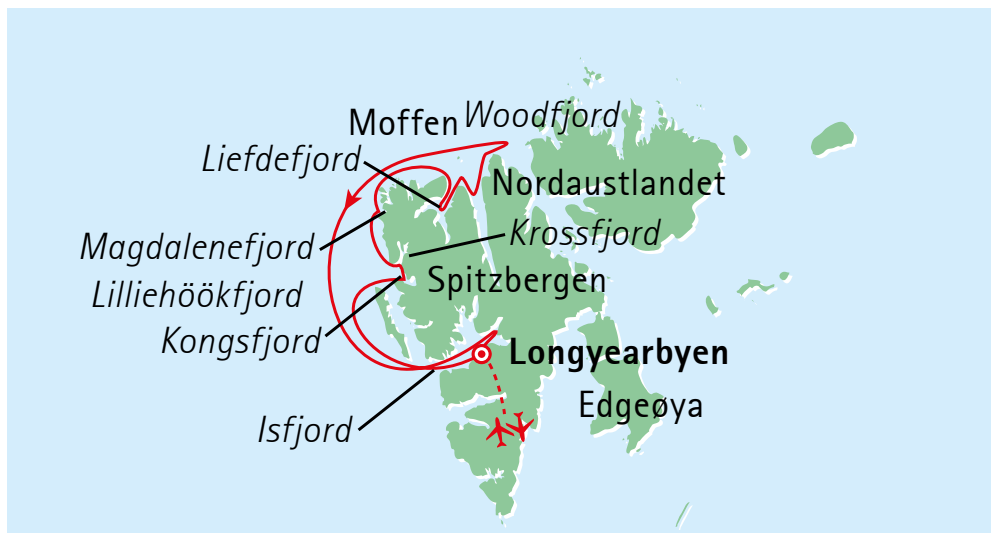 Moffen
Woodfjord
Liefdefjord
Nordaustlandet
Magdalenefjord
Krossfjord
Lilliehöökfjord
Spitzbergen
Kongsfjord
Longyearbyen
Edgeøya
Isfjord